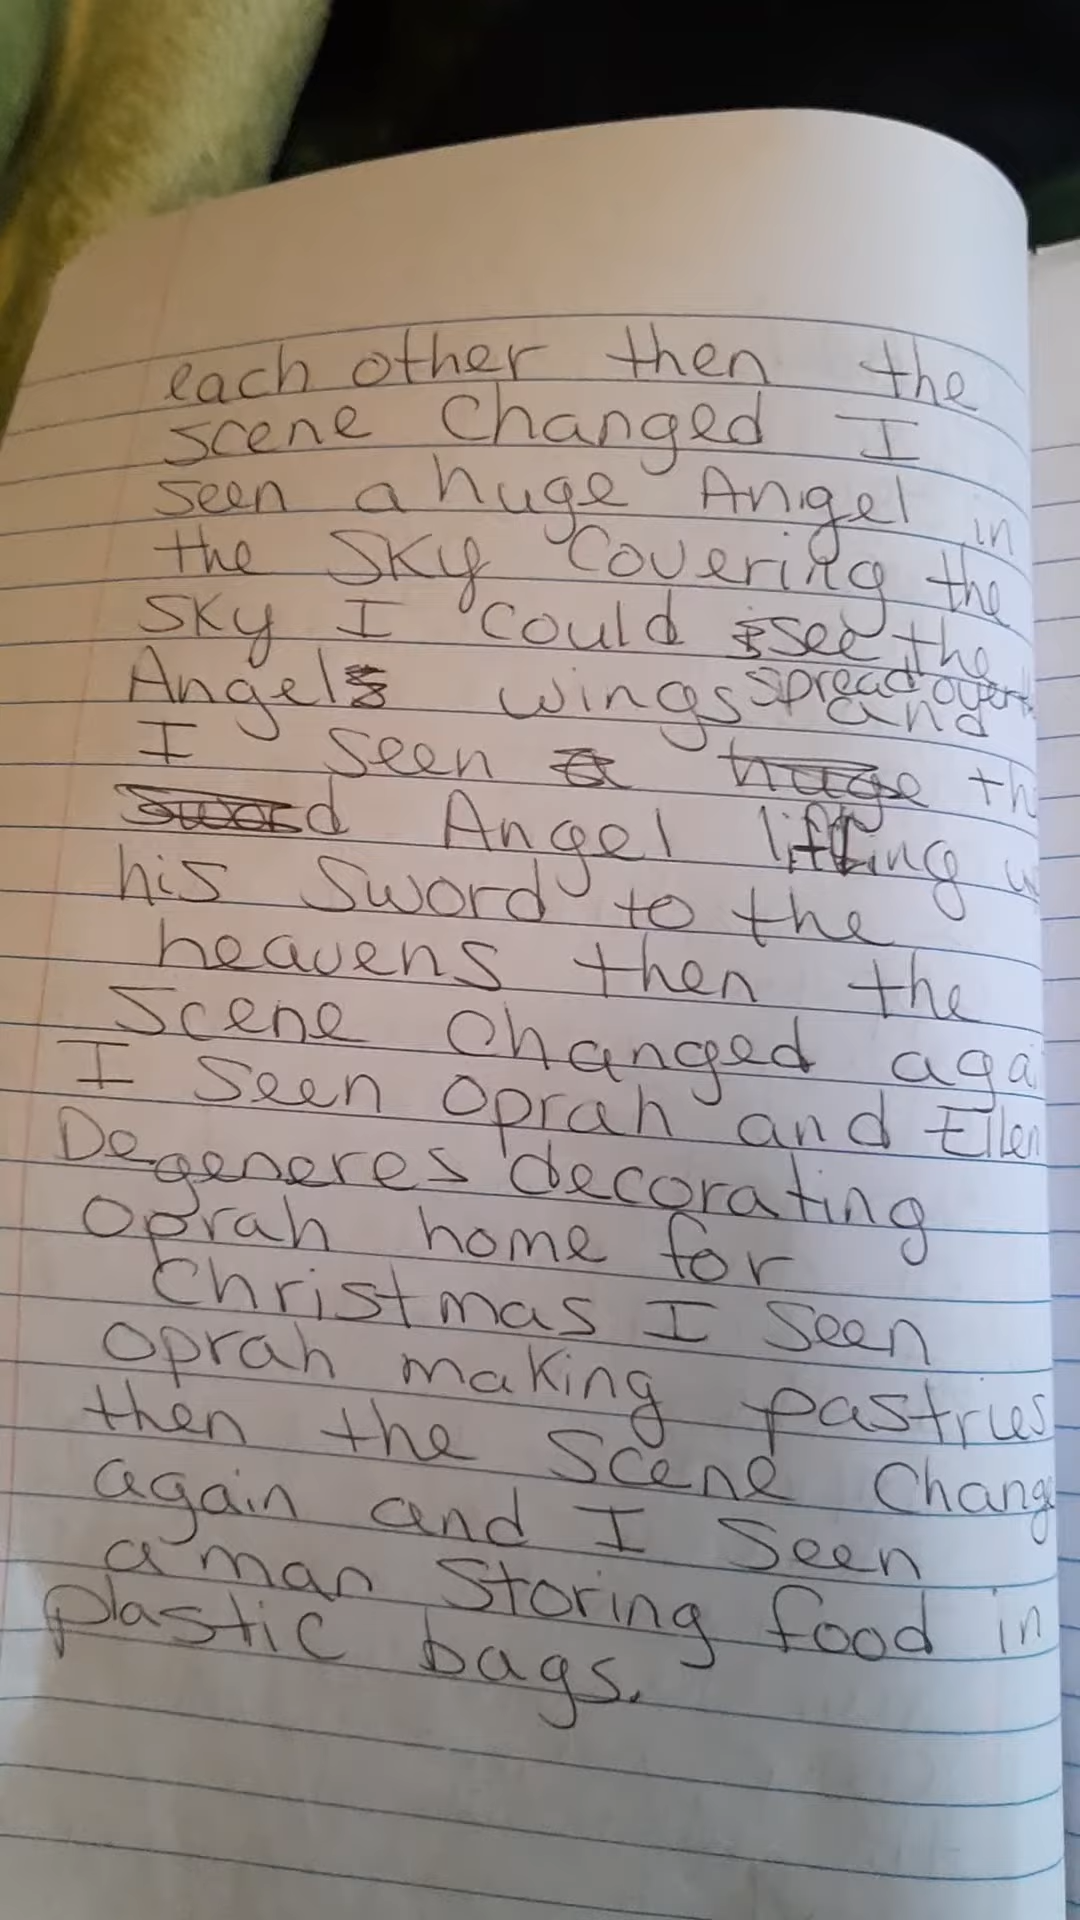 each other then the
scene Changed I
seen a huge Angel in
the Sky Covering the
Sky I Could see the
Angel wings spread over and
I seen
Angel lifting
his Sword to the
heavens then the
Scene Changed agai
I Seen Oprah and Ellen
Degeneres decorating
Oprah home for
Christmas I Seen
Oprah making pastries
then the Scene Change
again and I Seen
a man Storing food in
plastic bags.